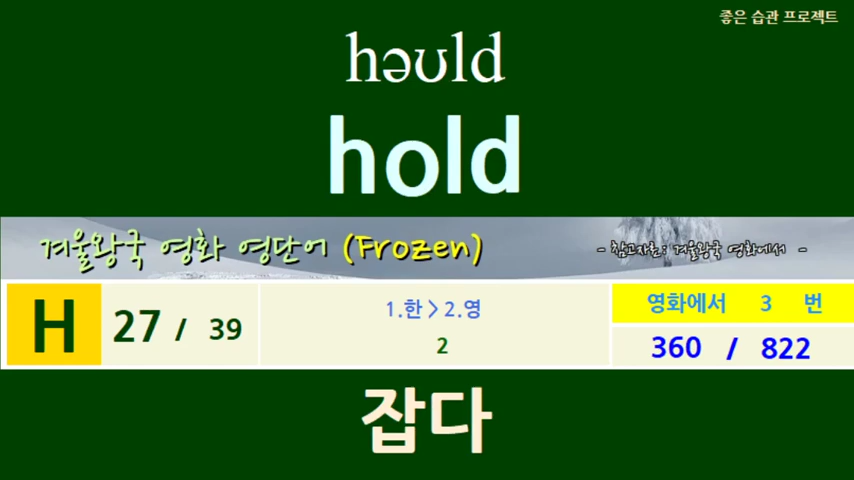 좋은 습관 프로젝트
həʊld
hold
겨울왕국 영화 영단어 (Frozen)
- 참고자료: 겨울왕국 영화에서 -
H 27 / 39
1.한 > 2.영
2
영화에서 3 번
360 / 822
잡다